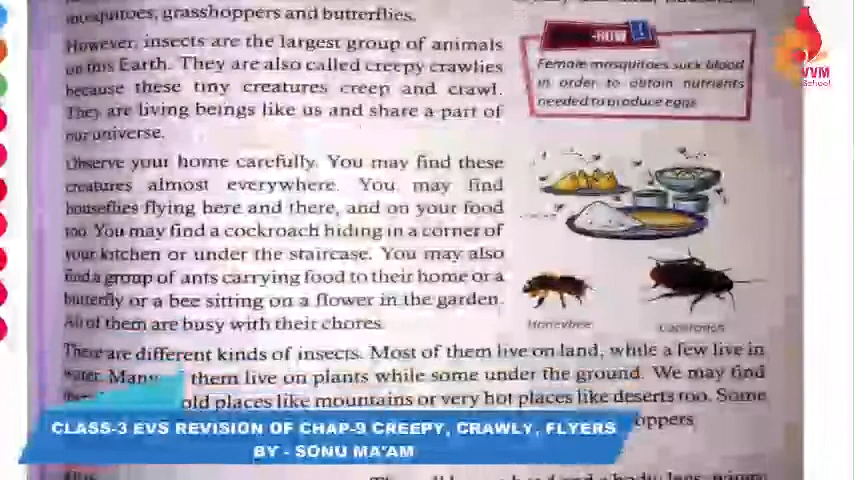 mosquitoes, grasshoppers and butterflies.
However, insects are the largest group of animals
on this Earth. They are also called creepy crawlies
because these tiny creatures creep and crawl.
They are living beings like us and share a part of
our universe.
Observe your home carefully. You may find these
creatures almost everywhere. You may find
houseflies flying here and there, and on your food
too. You may find a cockroach hiding in a corner of
your kitchen or under the staircase. You may also
find a group of ants carrying food to their home or a
butterfly or a bee sitting on a flower in the garden.
All of them are busy with their chores.
Female mosquitoes suck blood
in order to obtain nutrients
needed to produce eggs
Honeybee
Cockroach
There are different kinds of insects. Most of them live on land, while a few live in
water. Many them live on plants while some under the ground. We may find
old places like mountains or very hot places like deserts too. Some
oppers
VVM
School
CLASS-3 EVS REVISION OF CHAP-9 CREEPY, CRAWLY, FLYERS
BY - SONU MA'AM